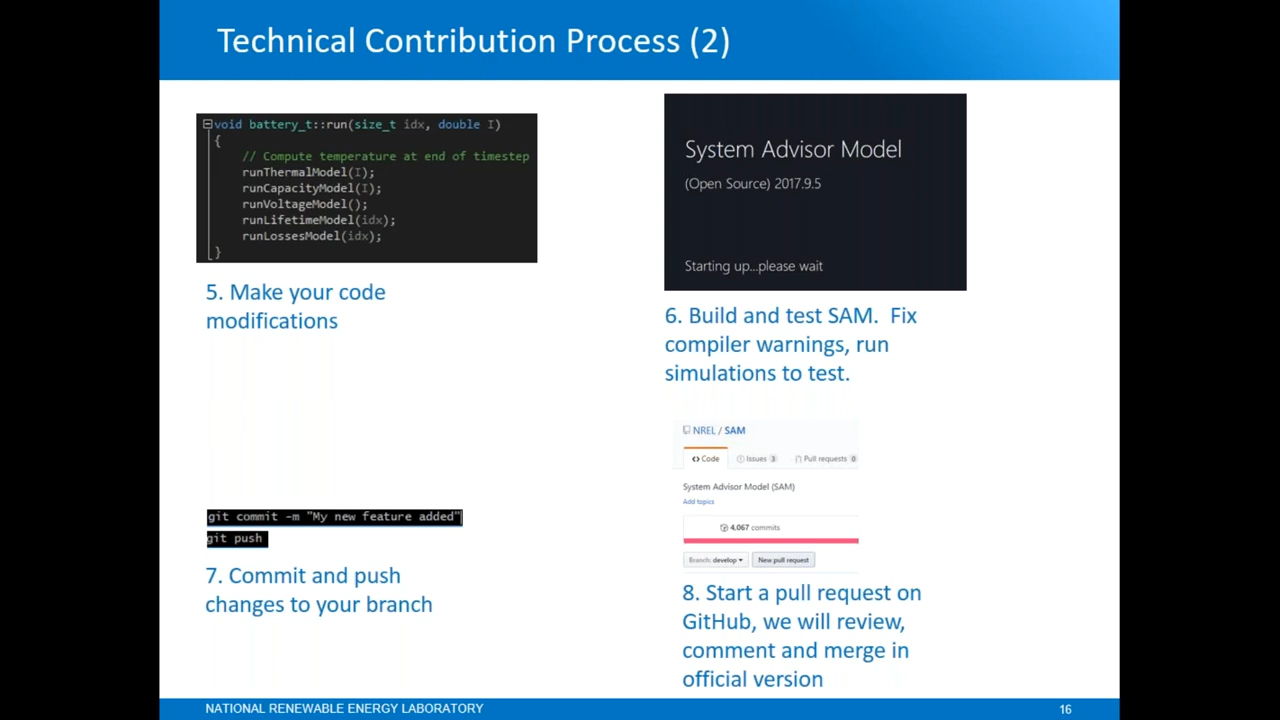 Technical Contribution Process (2)
void battery_t::run(size_t idx, double I)
{
// Compute temperature at end of timestep
runThermalModel(I);
runCapacityModel(I);
runVoltageModel();
runLifetimeModel(idx);
runLossesModel(idx);
}
5. Make your code
modifications
System Advisor Model
(Open Source) 2017.9.5
Starting up...please wait
6. Build and test SAM.  Fix
compiler warnings, run
simulations to test.
git commit -m "My new feature added"
git push
7. Commit and push
changes to your branch
NREL / SAM
<> Code Issues 3 Pull requests 0
System Advisor Model (SAM)
Add topics
4,067 commits
Branch: develop New pull request
8. Start a pull request on
GitHub, we will review,
comment and merge in
official version
NATIONAL RENEWABLE ENERGY LABORATORY
16